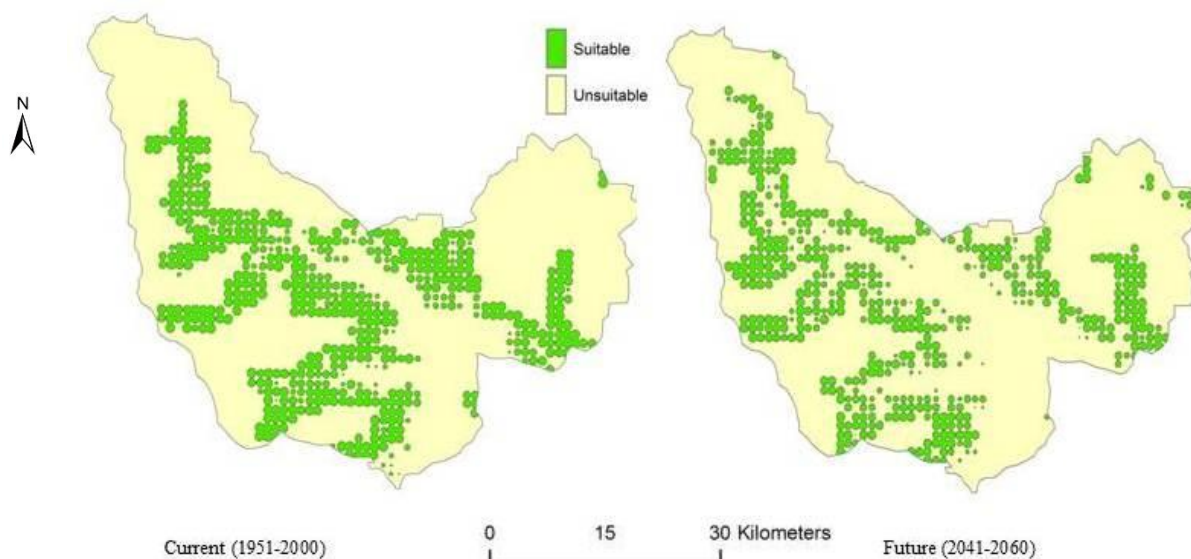 Suitable
Unsuitable
N
0 15 30 Kilometers
Current (1951-2000)
Future (2041-2060)